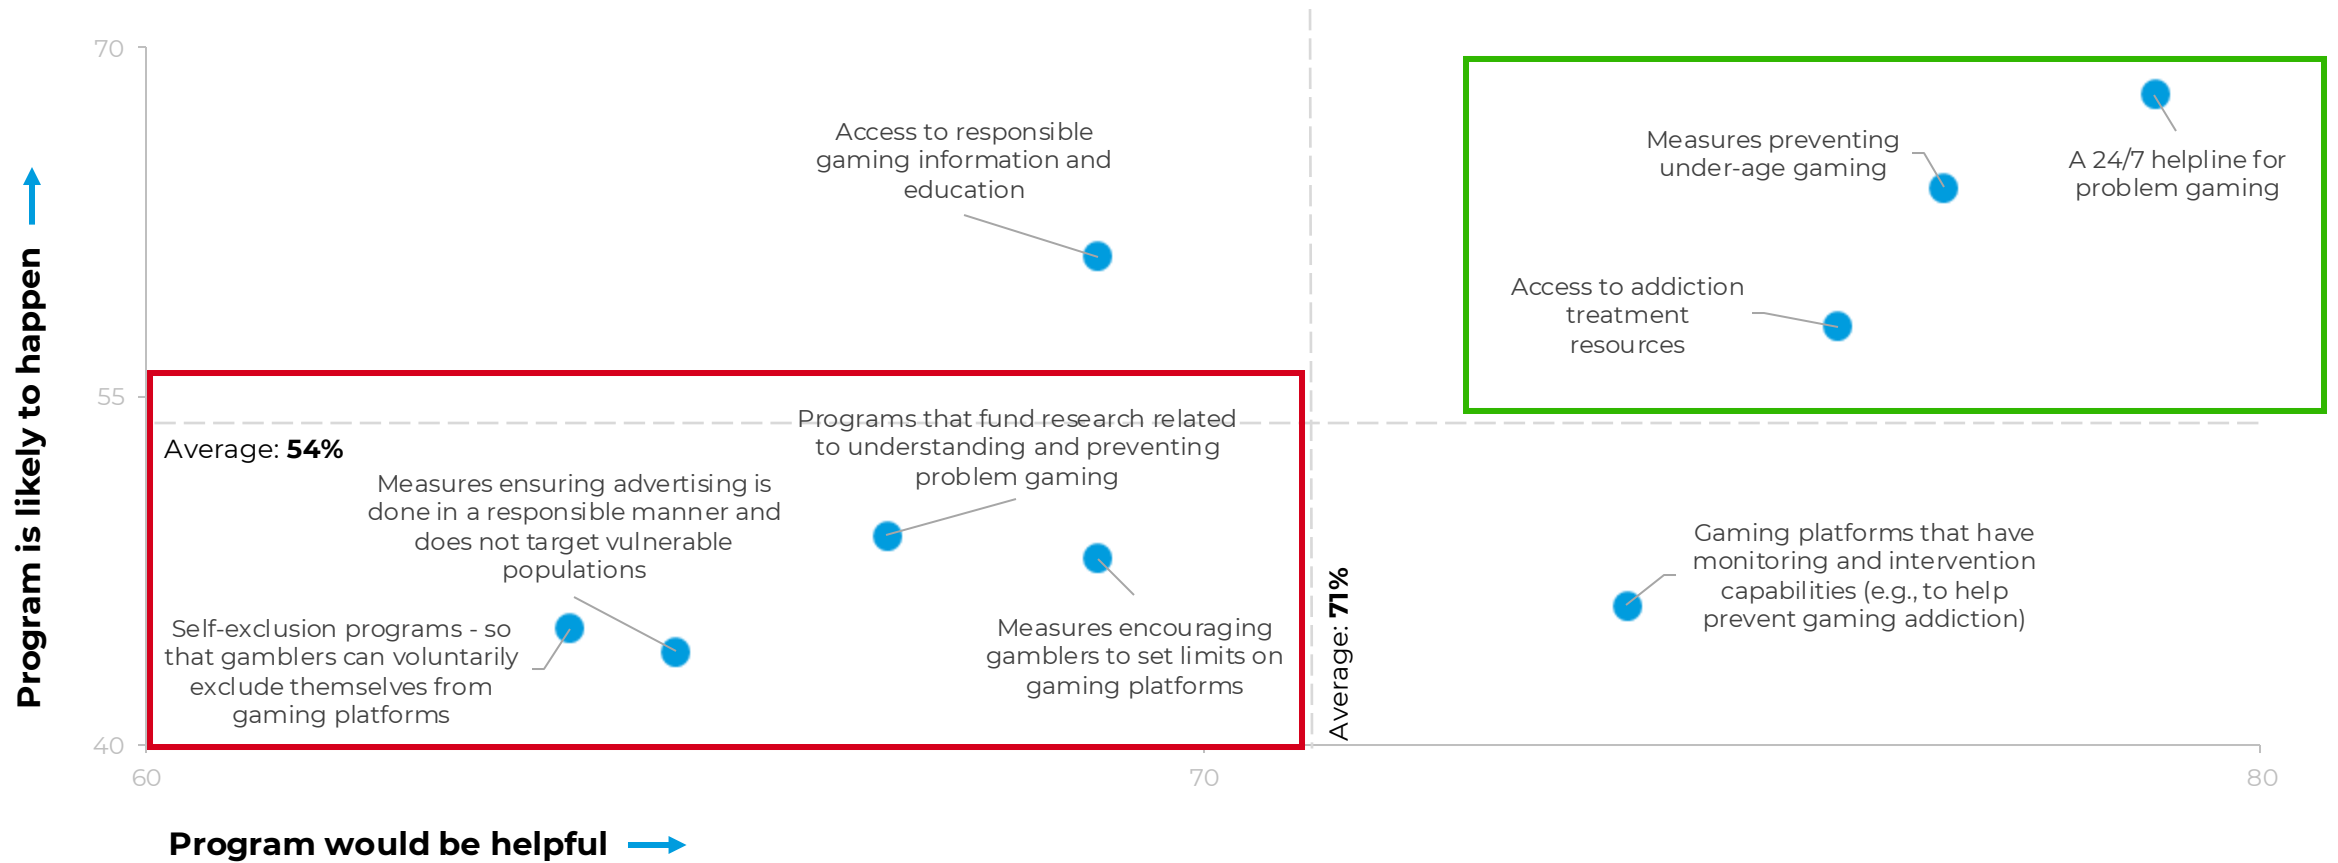 70
55
40
60
70
80
Program is likely to happen
Program would be helpful
Access to responsible
gaming information and
education
Measures preventing
under-age gaming
A 24/7 helpline for
problem gaming
Access to addiction
treatment
resources
Average: 54%
Programs that fund research related
to understanding and preventing
problem gaming
Measures ensuring advertising is
done in a responsible manner and
does not target vulnerable
populations
Self-exclusion programs - so
that gamblers can voluntarily
exclude themselves from
gaming platforms
Measures encouraging
gamblers to set limits on
gaming platforms
Average: 71%
Gaming platforms that have
monitoring and intervention
capabilities (e.g., to help
prevent gaming addiction)